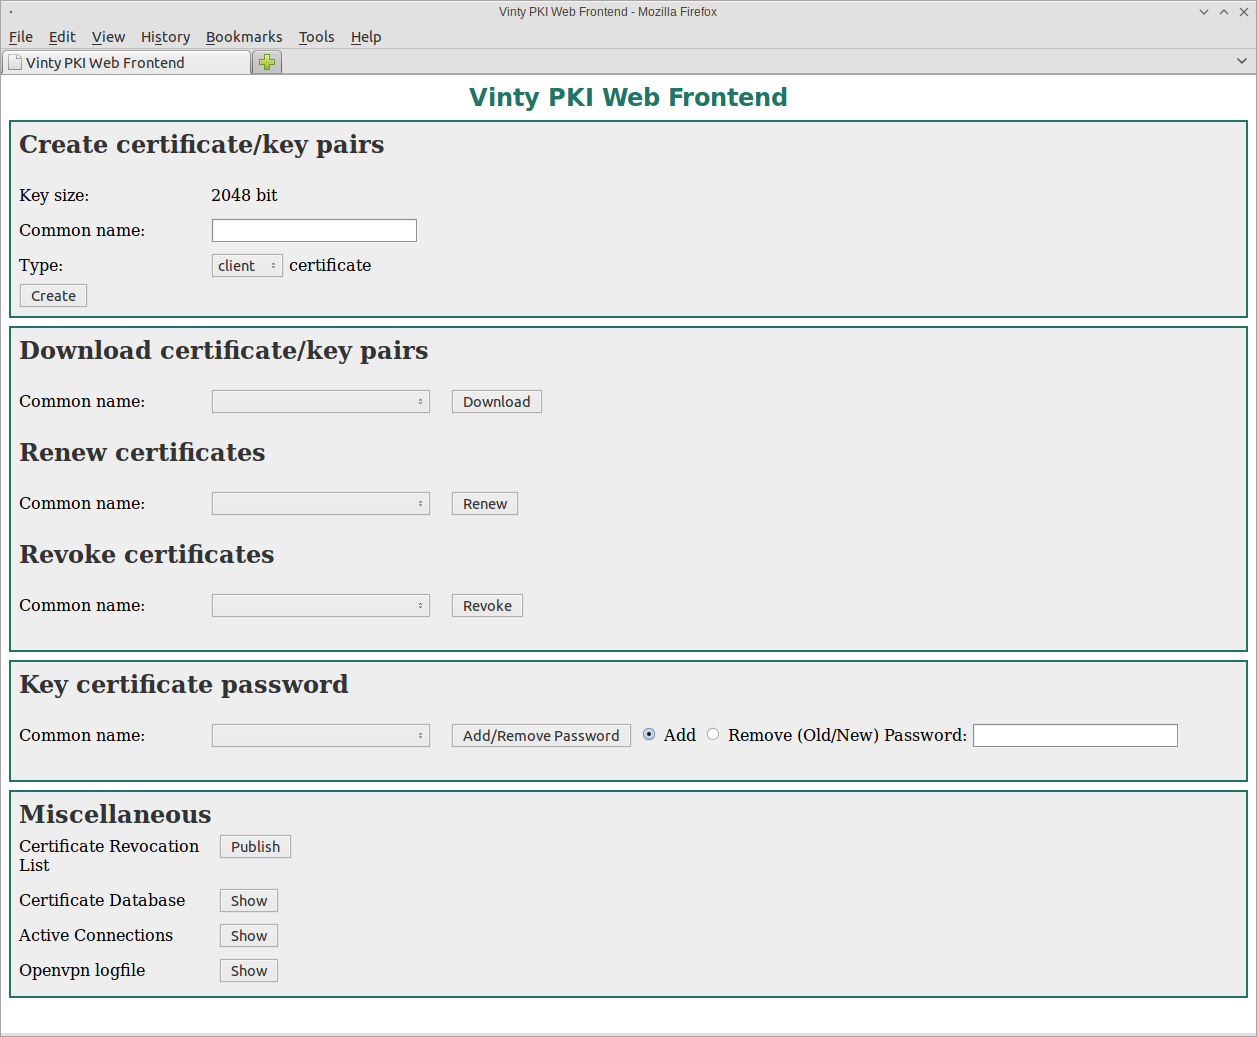 Vinty PKI Web Frontend - Mozilla Firefox
File Edit View History Bookmarks Tools Help
Vinty PKI Web Frontend
Vinty PKI Web Frontend
Create certificate/key pairs
Key size: 2048 bit
Common name:
Type: client certificate
Create
Download certificate/key pairs
Common name: Download
Renew certificates
Common name: Renew
Revoke certificates
Common name: Revoke
Key certificate password
Common name: Add/Remove Password Add Remove (Old/New) Password:
Miscellaneous
Certificate Revocation Publish
List
Certificate Database Show
Active Connections Show
Openvpn logfile Show